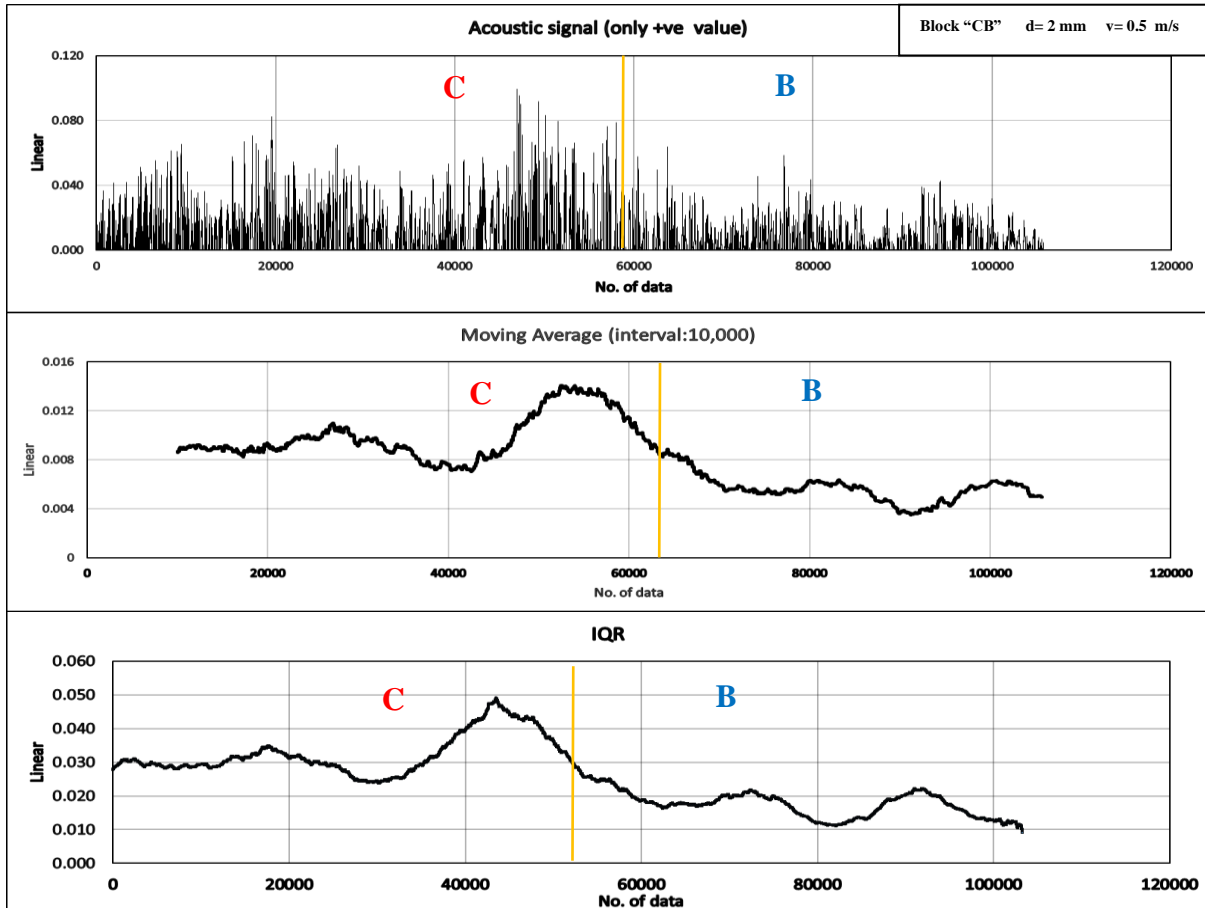 Acoustic signal (only +ve value)
Block “CB” d= 2 mm v= 0.5 m/s
0.120
0.080
0.040
0.000
Linear
C
B
0 20000 40000 60000 80000 100000 120000
No. of data
Moving Average (interval:10,000)
0.016
0.012
0.008
0.004
0
Linear
C
B
0 20000 40000 60000 80000 100000 120000
No. of data
IQR
0.060
0.050
0.040
0.030
0.020
0.010
0.000
Linear
C
B
0 20000 40000 60000 80000 100000 120000
No. of data